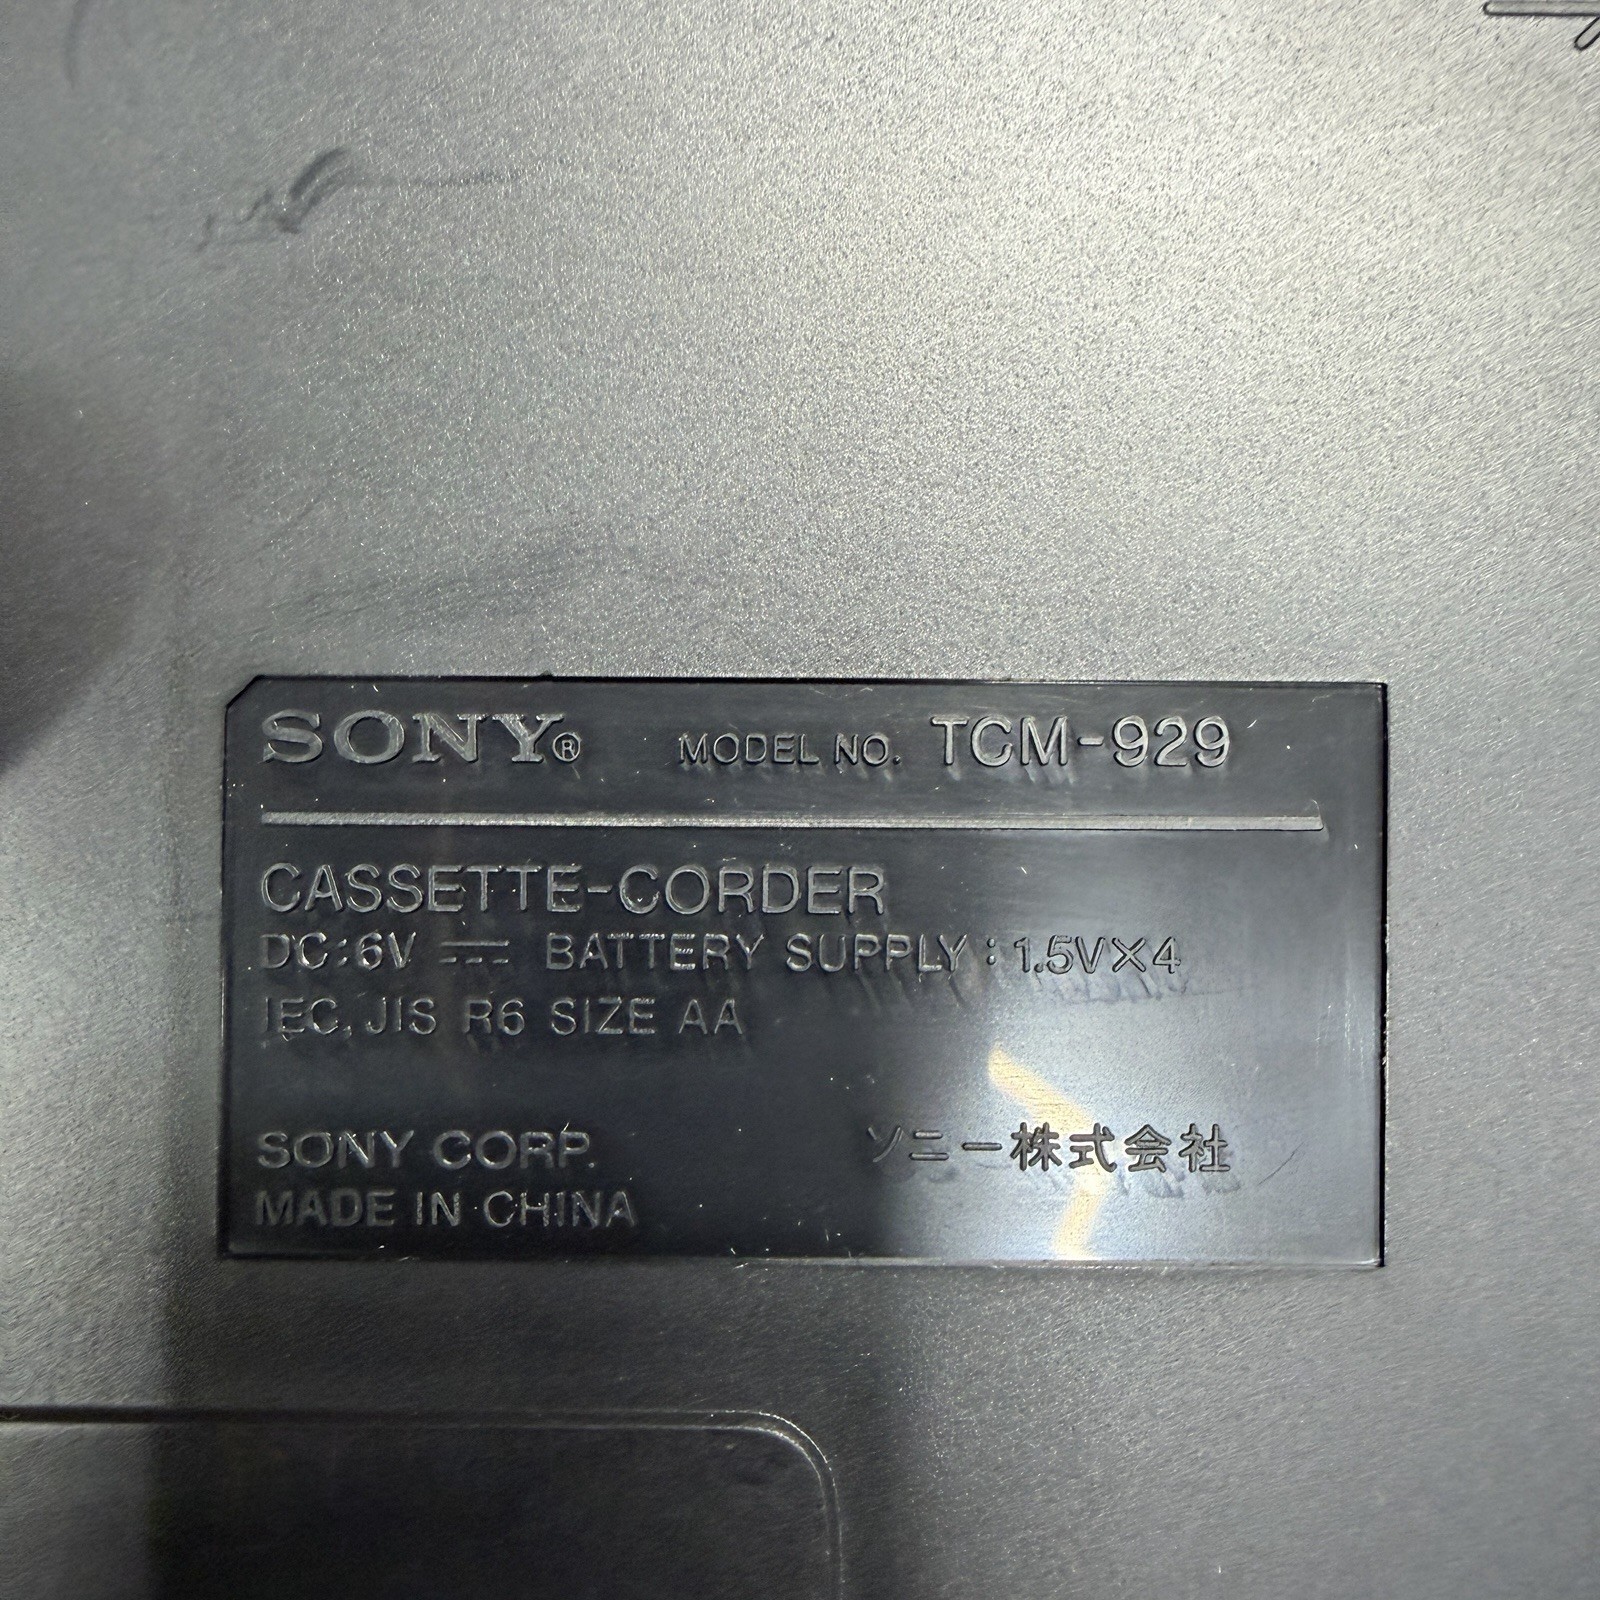 SONY® MODEL NO. TCM-929
CASSETTE-CORDER
DC:6V ⎓ BATTERY SUPPLY : 1.5V×4
IEC, JIS R6 SIZE AA
SONY CORP. ソニー株式会社
MADE IN CHINA